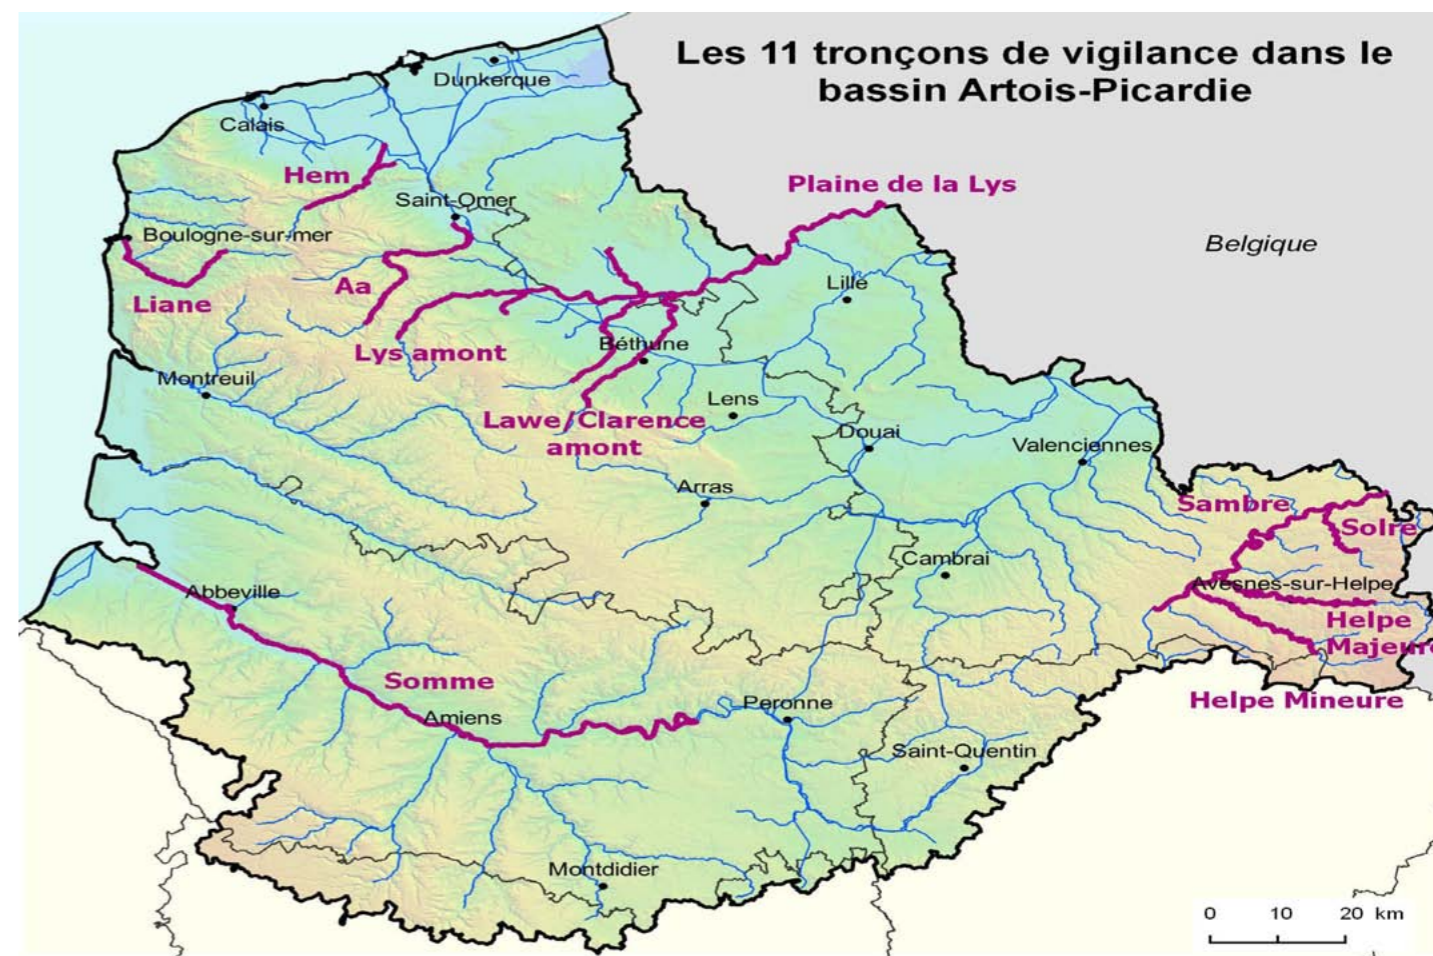 Les 11 tronçons de vigilance dans le
bassin Artois-Picardie
Dunkerque
Calais
Hem
Plaine de la Lys
Saint-Omer
Boulogne-sur-mer
Belgique
Aa
Lille
Liane
Béthune
Lys amont
Montreuil
Lens
Lawe/Clarence
amont
Douai
Valenciennes
Arras
Sambre
Solre
Cambrai
Avesnes-sur-Helpe
Abbeville
Helpe
Majeure
Somme
Helpe Mineure
Peronne
Amiens
Saint-Quentin
Montdidier
0 10 20 km